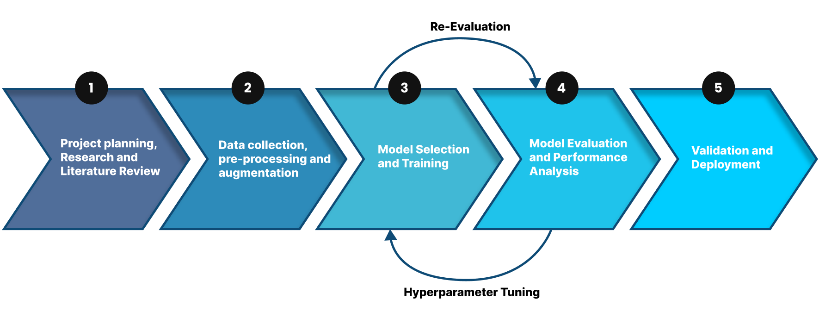 Re-Evaluation
1
2
3
4
5
Project planning,
Research and
Literature Review
Data collection,
pre-processing and
augmentation
Model Selection
and Training
Model Evaluation
and Performance
Analysis
Validation and
Deployment
Hyperparameter Tuning